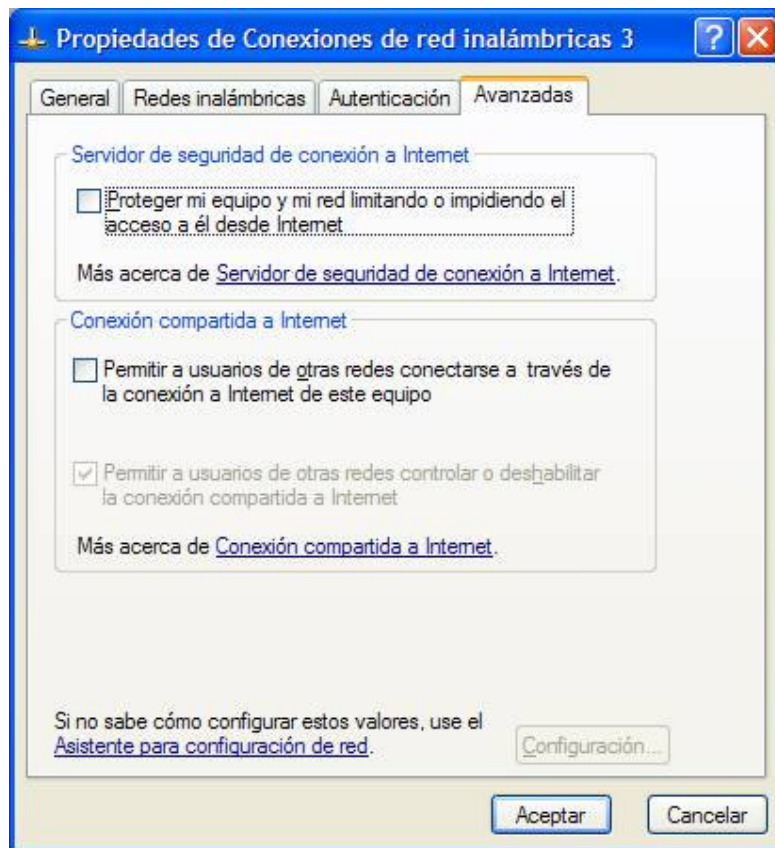 Propiedades de Conexiones de red inalámbricas 3
General Redes inalámbricas Autenticación Avanzadas
Servidor de seguridad de conexión a Internet
Proteger mi equipo y mi red limitando o impidiendo el
acceso a él desde Internet
Más acerca de Servidor de seguridad de conexión a Internet.
Conexión compartida a Internet
Permitir a usuarios de otras redes conectarse a través de
la conexión a Internet de este equipo
Permitir a usuarios de otras redes controlar o deshabilitar
la conexión compartida a Internet
Más acerca de Conexión compartida a Internet.
Si no sabe cómo configurar estos valores, use el
Asistente para configuración de red.
Configuración...
Aceptar Cancelar